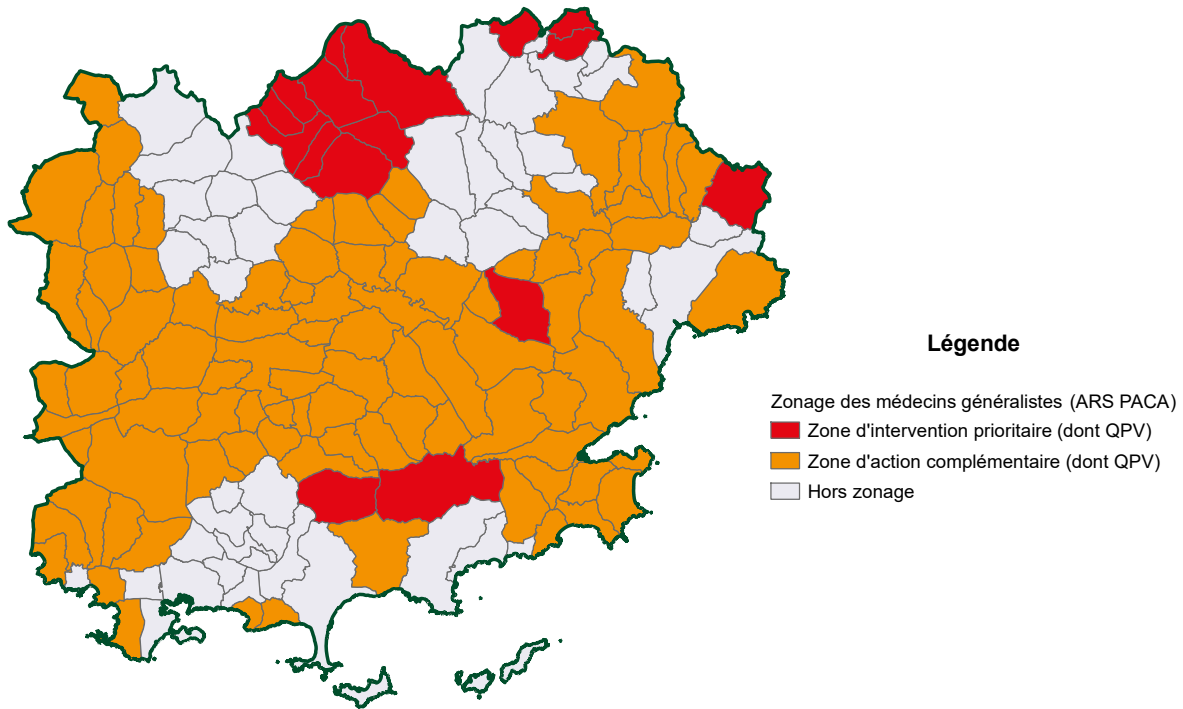 Légende
Zonage des médecins généralistes (ARS PACA)
Zone d'intervention prioritaire (dont QPV)
Zone d'action complémentaire (dont QPV)
Hors zonage